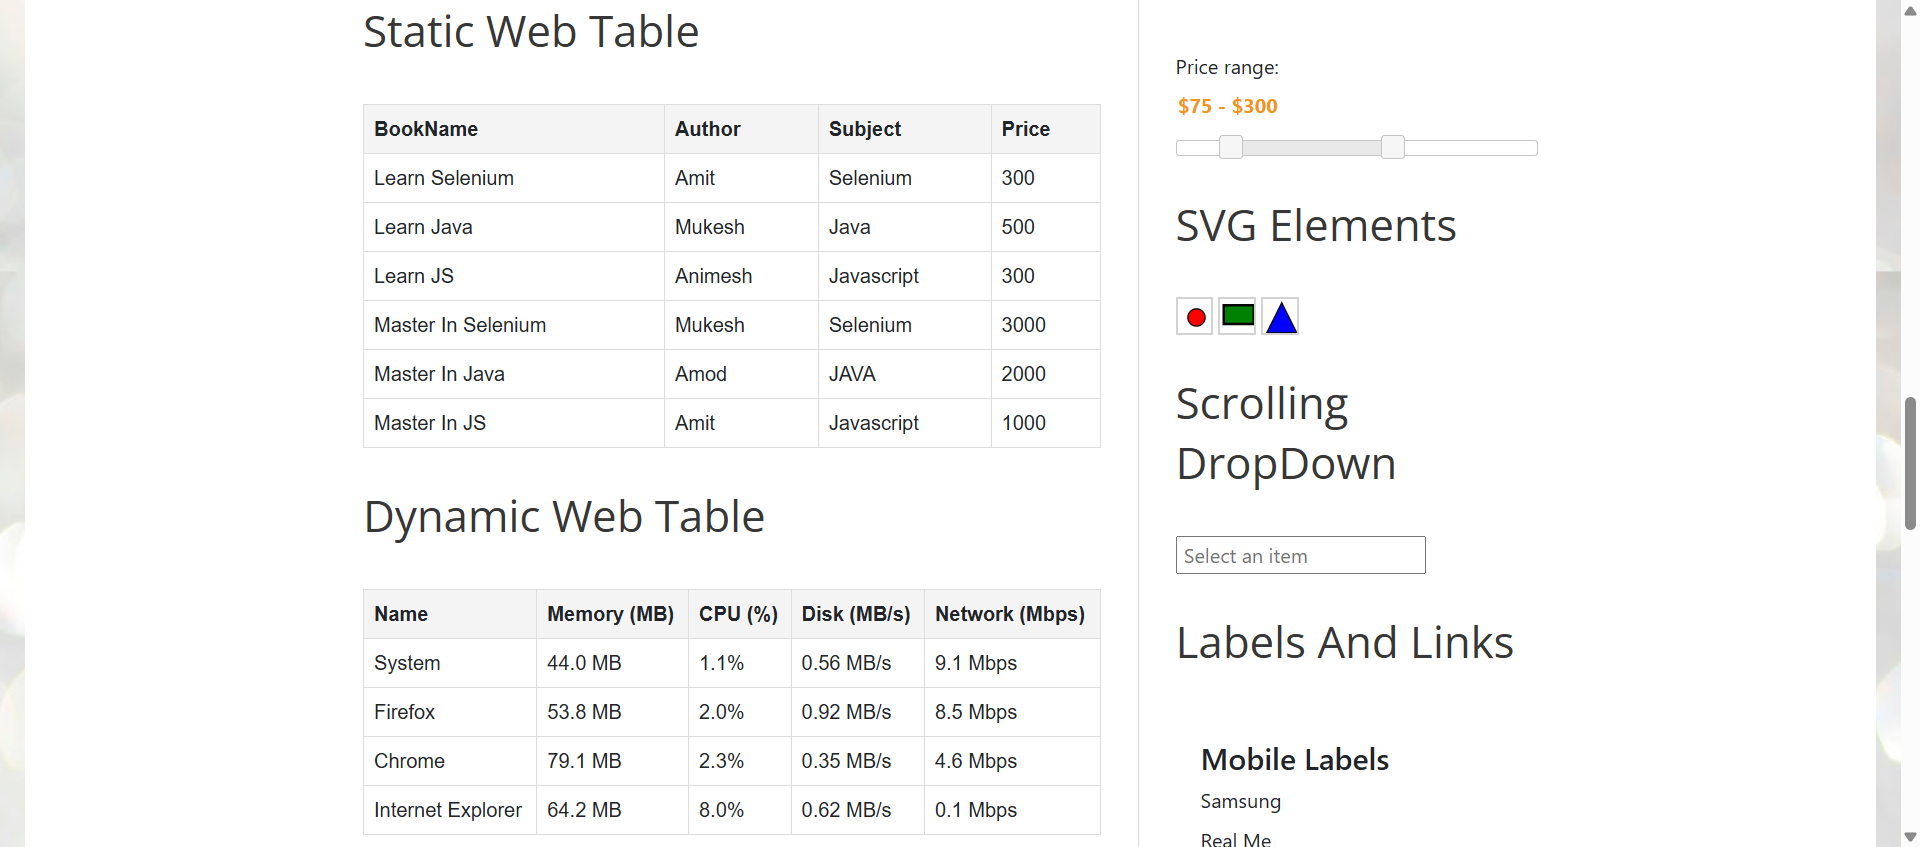 Static Web Table
BookName Author Subject Price
Learn Selenium Amit Selenium 300
Learn Java Mukesh Java 500
Learn JS Animesh Javascript 300
Master In Selenium Mukesh Selenium 3000
Master In Java Amod JAVA 2000
Master In JS Amit Javascript 1000
Dynamic Web Table
Name Memory (MB) CPU (%) Disk (MB/s) Network (Mbps)
System 44.0 MB 1.1% 0.56 MB/s 9.1 Mbps
Firefox 53.8 MB 2.0% 0.92 MB/s 8.5 Mbps
Chrome 79.1 MB 2.3% 0.35 MB/s 4.6 Mbps
Internet Explorer 64.2 MB 8.0% 0.62 MB/s 0.1 Mbps
Price range:
$75 - $300
SVG Elements
Scrolling
DropDown
Select an item
Labels And Links
Mobile Labels
Samsung
Real Me